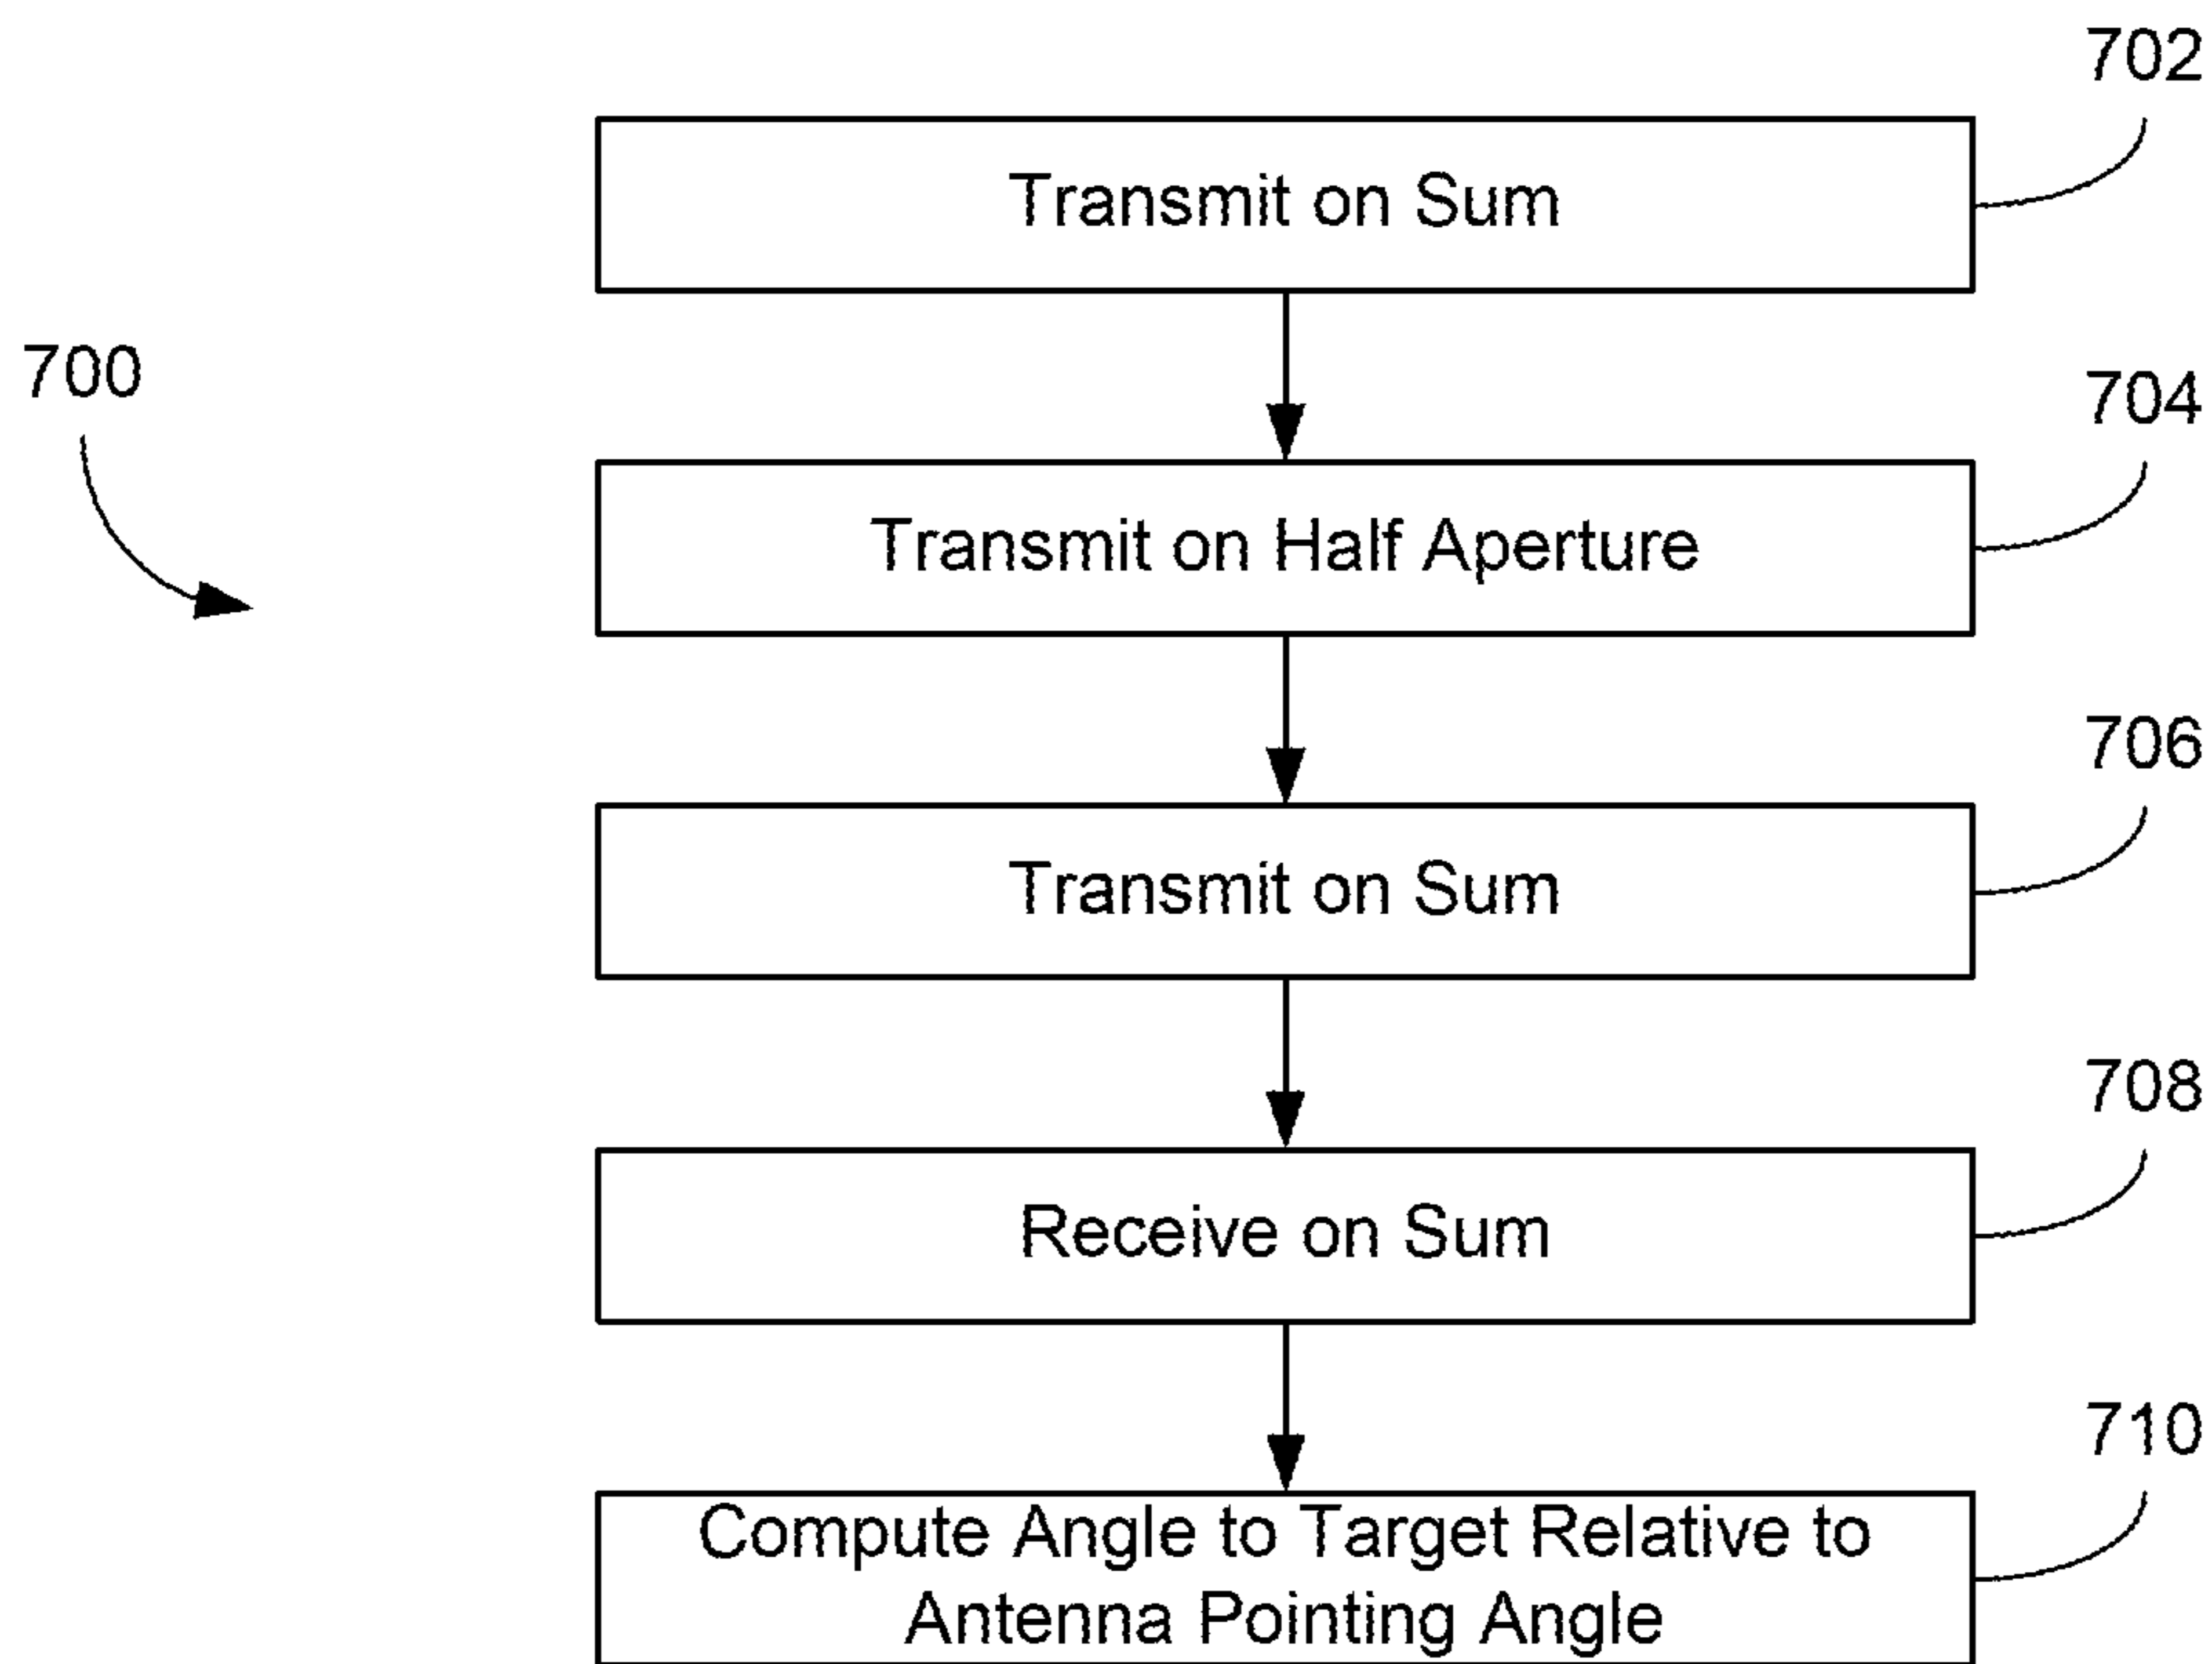 702
Transmit on Sum
700
704
Transmit on Half Aperture
706
Transmit on Sum
708
Receive on Sum
710
Compute Angle to Target Relative to
Antenna Pointing Angle